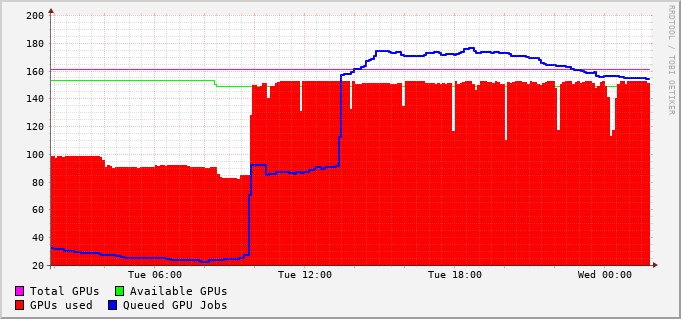 200
180
160
140
120
100
80
60
40
20
Tue 06:00 Tue 12:00 Tue 18:00 Wed 00:00
Total GPUs Available GPUs
GPUs used Queued GPU Jobs
RRDTOOL / TOBI OETIKER